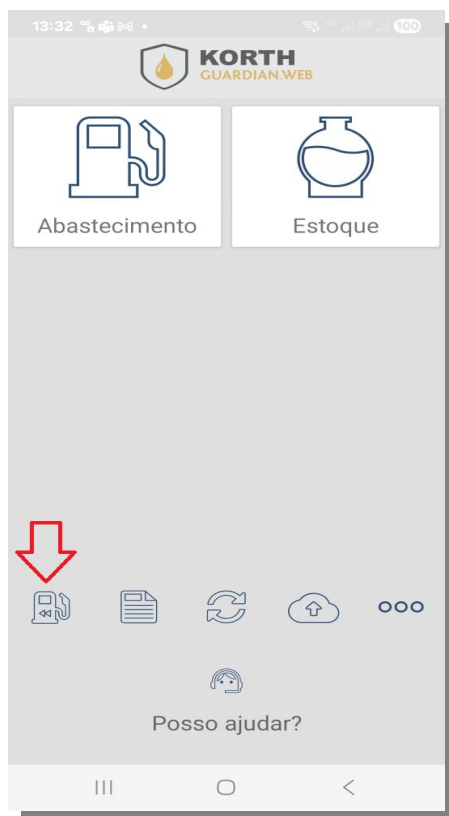 13:32
100
KORTH
GUARDIAN.WEB
Abastecimento
Estoque
Posso ajudar?